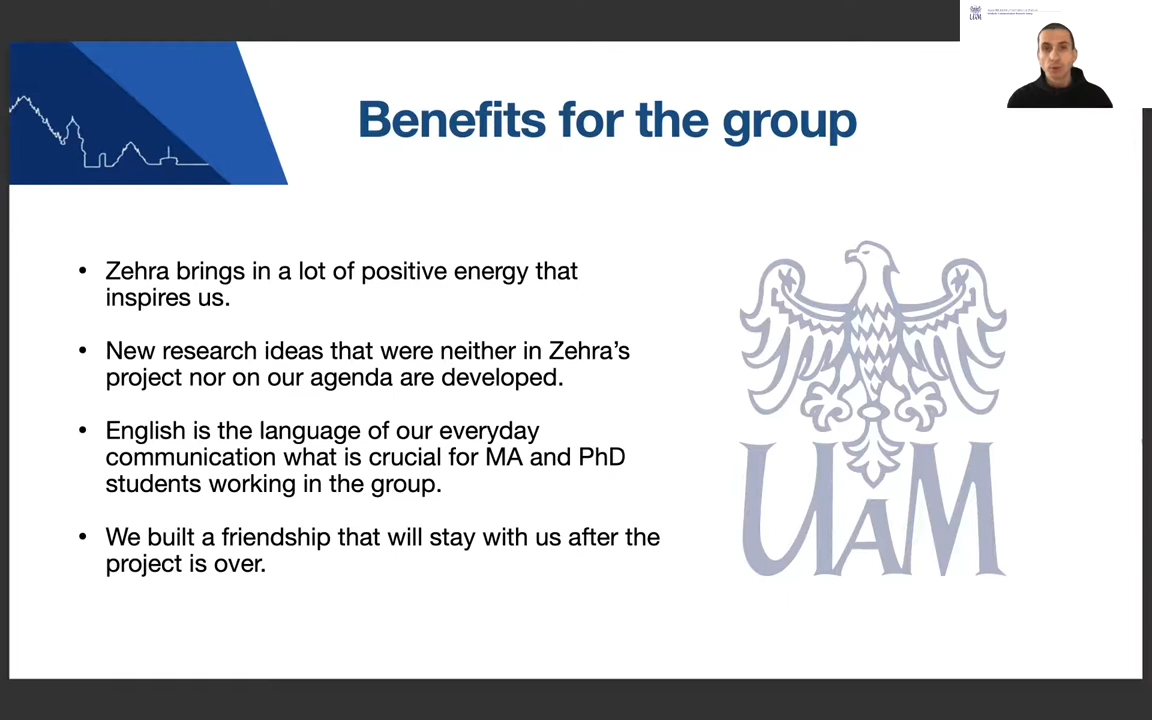 UAM
Benefits for the group
• Zehra brings in a lot of positive energy that
inspires us.
• New research ideas that were neither in Zehra’s
project nor on our agenda are developed.
• English is the language of our everyday
communication what is crucial for MA and PhD
students working in the group.
• We built a friendship that will stay with us after the
project is over.
UAM